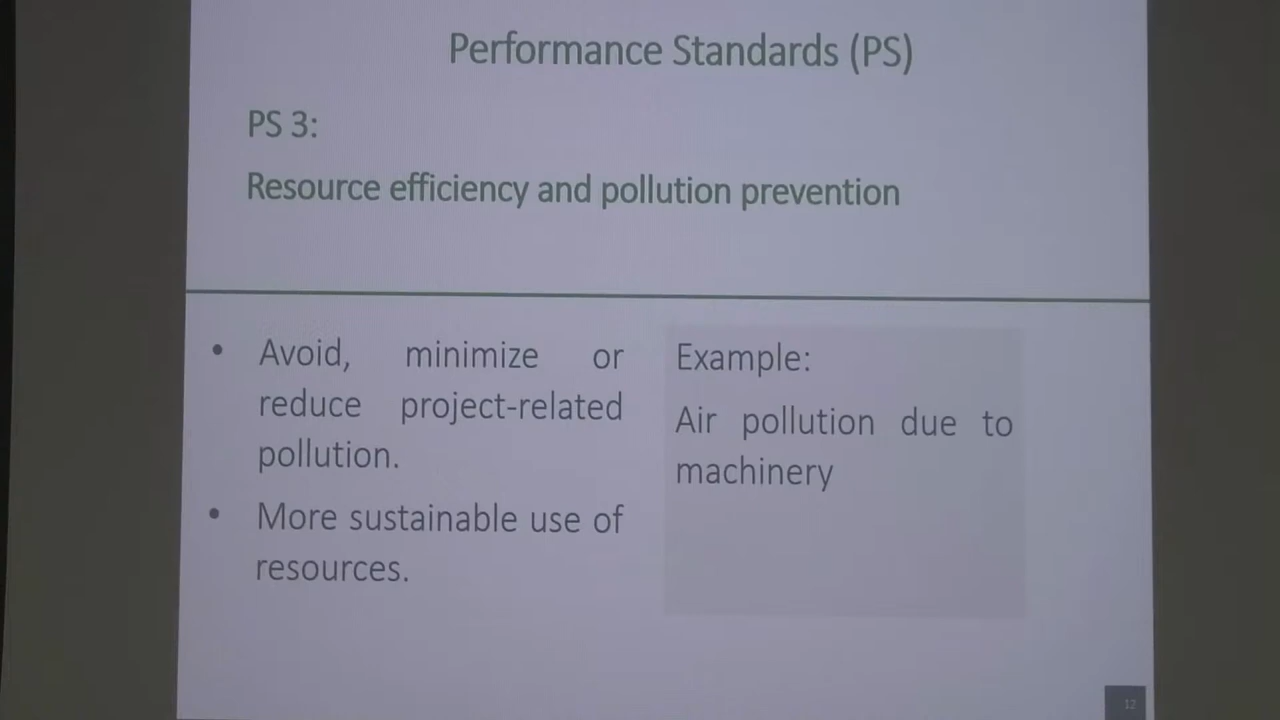 Performance Standards (PS)
PS 3:
Resource efficiency and pollution prevention
• Avoid, minimize or
reduce project-related
pollution.
• More sustainable use of
resources.
Example:
Air pollution due to
machinery
12